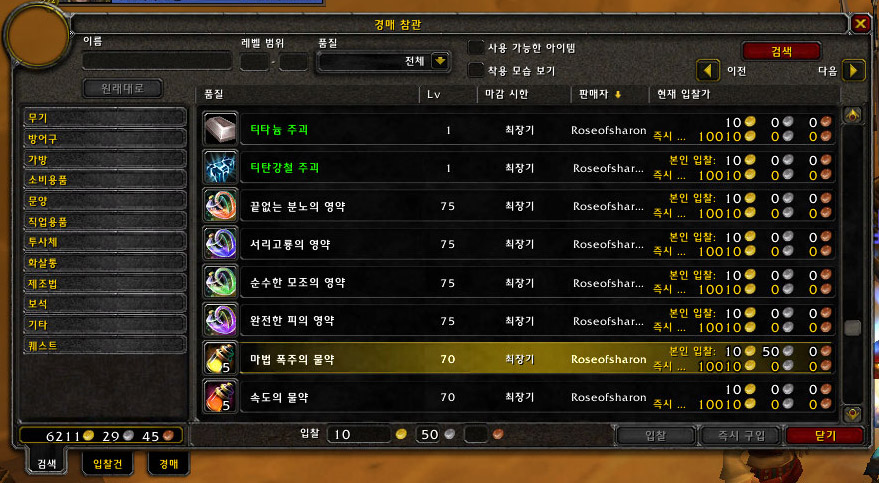 경매 참관
이름
레벨 범위
품질
전체
사용 가능한 아이템
착용 모습 보기
검색
이전
다음
원래대로
품질 Lv 마감 시한 판매자 현재 입찰가
무기
방어구
가방
소비용품
문양
직업용품
투사체
화살통
제조법
보석
기타
퀘스트
티타늄 주괴 1 최장기 Roseofsharon 10 0 0
즉시 ... 10010 0 0
티탄강철 주괴 1 최장기 Roseofshar... 본인 입찰: 10 0 0
즉시 ... 10010 0 0
끝없는 분노의 영약 75 최장기 Roseofshar... 본인 입찰: 10 0 0
즉시 ... 10010 0 0
서리고룡의 영약 75 최장기 Roseofshar... 본인 입찰: 10 0 0
즉시 ... 10010 0 0
순수한 모조의 영약 75 최장기 Roseofshar... 본인 입찰: 10 0 0
즉시 ... 10010 0 0
완전한 피의 영약 75 최장기 Roseofshar... 본인 입찰: 10 0 0
즉시 ... 10010 0 0
5 마법 폭주의 물약 70 최장기 Roseofsharon 본인 입찰: 10 50 0
즉시 ... 10010 0 0
5 속도의 물약 70 최장기 Roseofsharon 10 0 0
즉시 ... 10010 0 0
6211 29 45
입찰 10 50
입찰
즉시 구입
닫기
검색
입찰건
경매